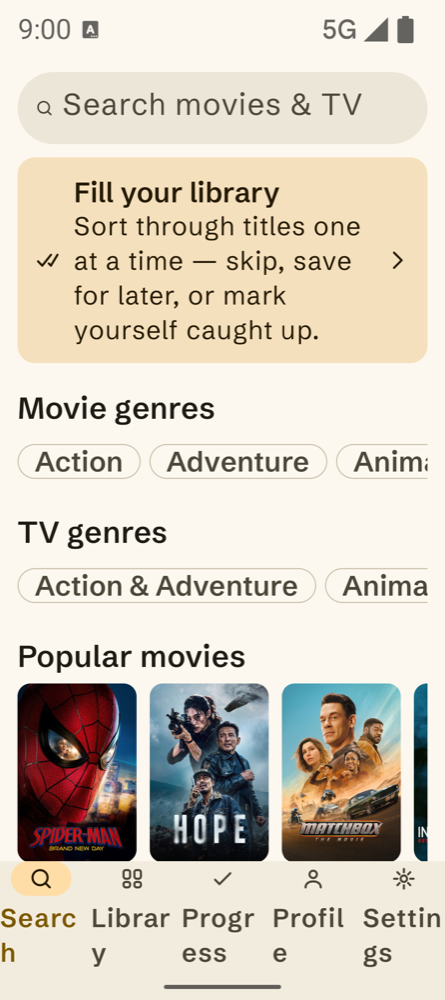 9:00 A 5G
Search movies & TV
Fill your library
Sort through titles one
at a time — skip, save
for later, or mark
yourself caught up.
Movie genres
Action Adventure Anima
TV genres
Action & Adventure Anima
Popular movies
SPIDER-MAN
BRAND NEW DAY
HOPE
MATCHBOX
THE MOVIE
IN
Searc
h
Librar
y
Progr
ess
Profil
e
Settin
gs